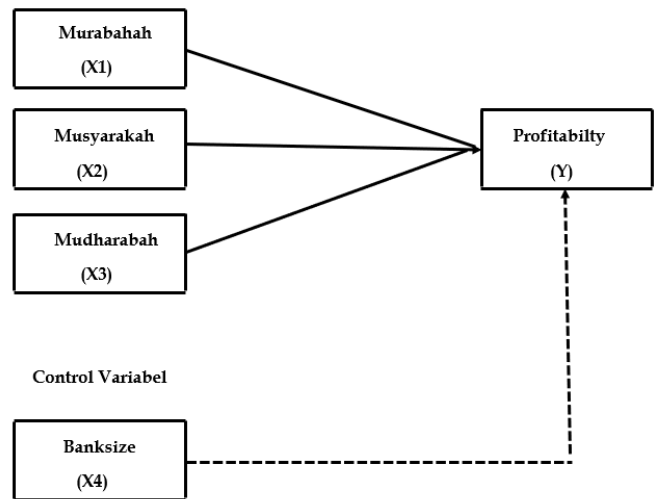 Murabahah
(X1)
Musyarakah
(X2)
Mudharabah
(X3)
Profitabilty
(Y)
Control Variabel
Banksize
(X4)